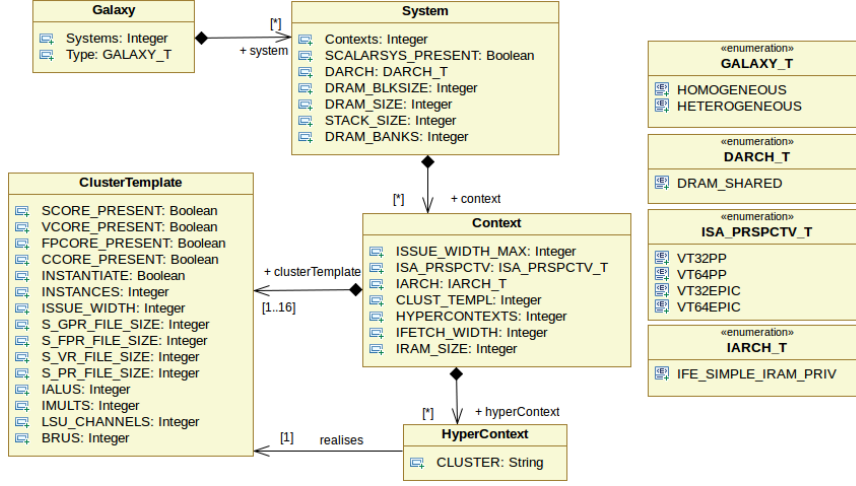 Galaxy
Systems: Integer
Type: GALAXY_T
[*]
+ system
System
Contexts: Integer
SCALARSYS_PRESENT: Boolean
DARCH: DARCH_T
DRAM_BLKSIZE: Integer
DRAM_SIZE: Integer
STACK_SIZE: Integer
DRAM_BANKS: Integer
«enumeration»
GALAXY_T
HOMOGENEOUS
HETEROGENEOUS
«enumeration»
DARCH_T
DRAM_SHARED
«enumeration»
ISA_PRSPCTV_T
VT32PP
VT64PP
VT32EPIC
VT64EPIC
«enumeration»
IARCH_T
IFE_SIMPLE_IRAM_PRIV
[*]
+ context
ClusterTemplate
SCORE_PRESENT: Boolean
VCORE_PRESENT: Boolean
FPCORE_PRESENT: Boolean
CCORE_PRESENT: Boolean
INSTANTIATE: Boolean
INSTANCES: Integer
ISSUE_WIDTH: Integer
S_GPR_FILE_SIZE: Integer
S_FPR_FILE_SIZE: Integer
S_VR_FILE_SIZE: Integer
S_PR_FILE_SIZE: Integer
IALUS: Integer
IMULTS: Integer
LSU_CHANNELS: Integer
BRUS: Integer
+ clusterTemplate
[1..16]
Context
ISSUE_WIDTH_MAX: Integer
ISA_PRSPCTV: ISA_PRSPCTV_T
IARCH: IARCH_T
CLUST_TEMPL: Integer
HYPERCONTEXTS: Integer
IFETCH_WIDTH: Integer
IRAM_SIZE: Integer
[*]
+ hyperContext
[1]
realises
HyperContext
CLUSTER: String